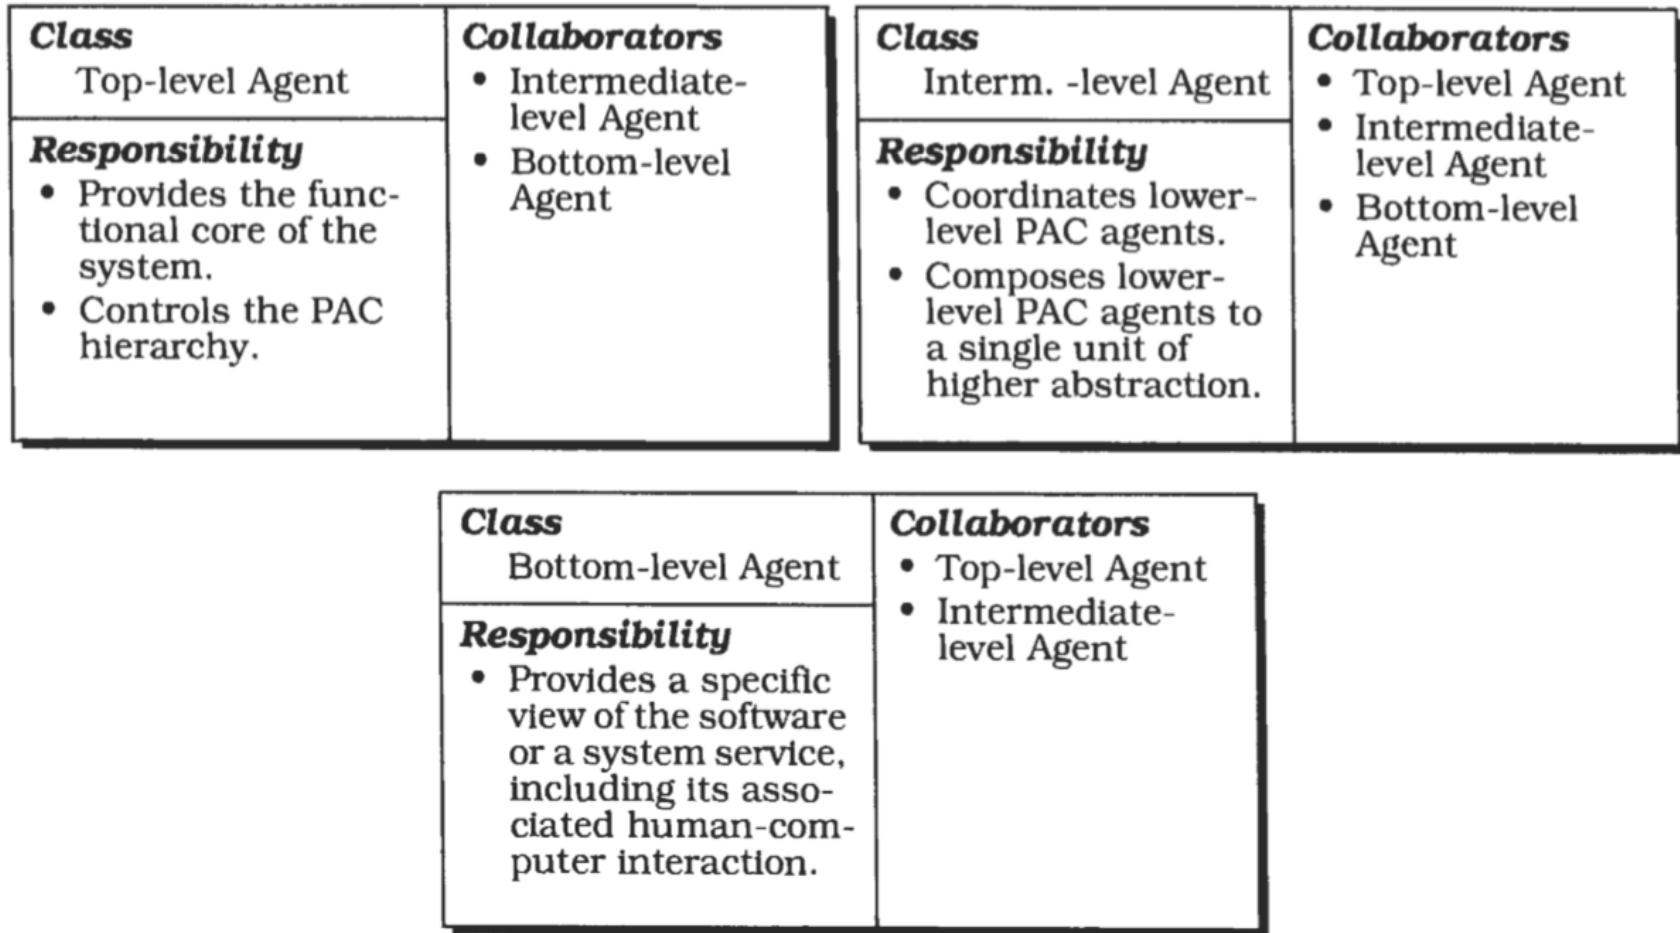 Class
Top-level Agent
Responsibility
• Provides the func-
tional core of the
system.
• Controls the PAC
hierarchy.
Collaborators
• Intermediate-
level Agent
• Bottom-level
Agent
Class
Interm. -level Agent
Responsibility
• Coordinates lower-
level PAC agents.
• Composes lower-
level PAC agents to
a single unit of
higher abstraction.
Collaborators
• Top-level Agent
• Intermediate-
level Agent
• Bottom-level
Agent
Class
Bottom-level Agent
Responsibility
• Provides a specific
view of the software
or a system service,
including its asso-
ciated human-com-
puter interaction.
Collaborators
• Top-level Agent
• Intermediate-
level Agent